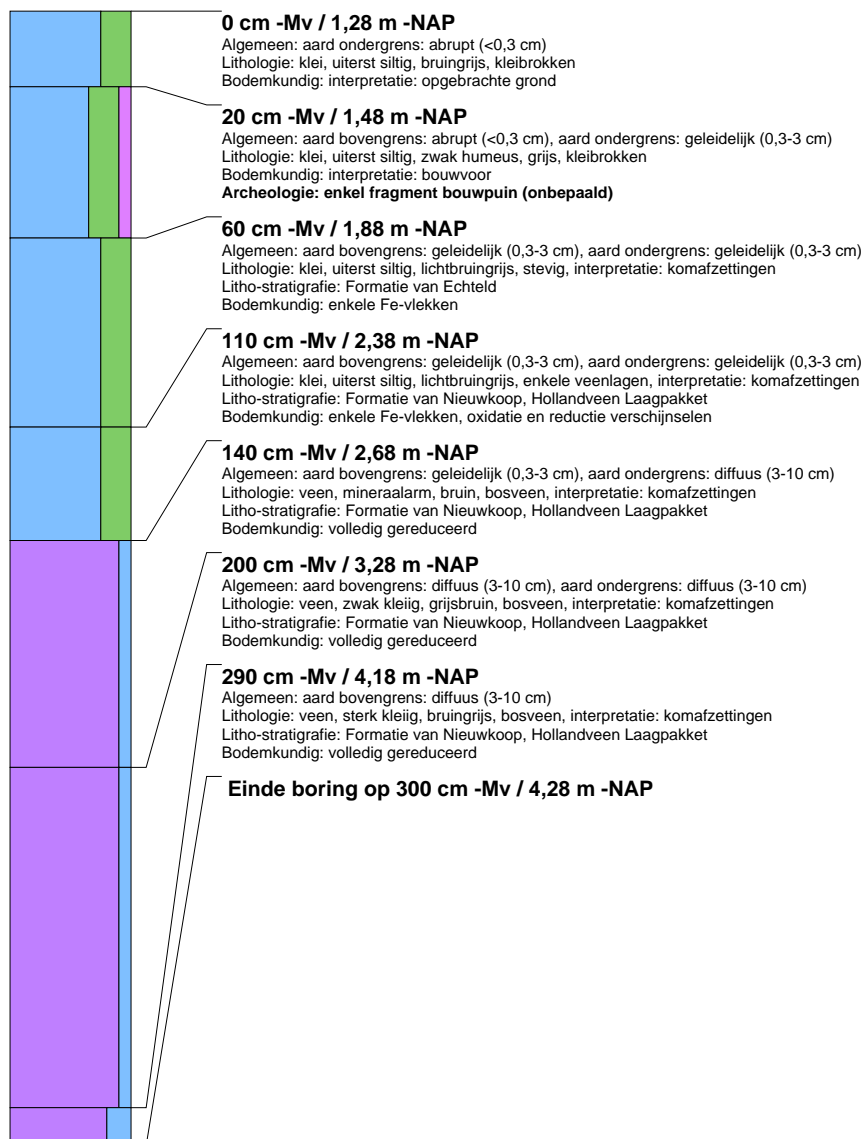 0 cm -Mv / 1,28 m -NAP
Algemeen: aard ondergrens: abrupt (<0,3 cm)
Lithologie: klei, uiterst siltig, bruingrijs, kleibrokken
Bodemkundig: interpretatie: opgebrachte grond
20 cm -Mv / 1,48 m -NAP
Algemeen: aard bovengrens: abrupt (<0,3 cm), aard ondergrens: geleidelijk (0,3-3 cm)
Lithologie: klei, uiterst siltig, zwak humeus, grijs, kleibrokken
Bodemkundig: interpretatie: bouwvoor
Archeologie: enkel fragment bouwpuin (onbepaald)
60 cm -Mv / 1,88 m -NAP
Algemeen: aard bovengrens: geleidelijk (0,3-3 cm), aard ondergrens: geleidelijk (0,3-3 cm)
Lithologie: klei, uiterst siltig, lichtbruingrijs, stevig, interpretatie: komafzettingen
Litho-stratigrafie: Formatie van Echteld
Bodemkundig: enkele Fe-vlekken
110 cm -Mv / 2,38 m -NAP
Algemeen: aard bovengrens: geleidelijk (0,3-3 cm), aard ondergrens: geleidelijk (0,3-3 cm)
Lithologie: klei, uiterst siltig, lichtbruingrijs, enkele veenlagen, interpretatie: komafzettingen
Litho-stratigrafie: Formatie van Nieuwkoop, Hollandveen Laagpakket
Bodemkundig: enkele Fe-vlekken, oxidatie en reductie verschijnselen
140 cm -Mv / 2,68 m -NAP
Algemeen: aard bovengrens: geleidelijk (0,3-3 cm), aard ondergrens: diffuus (3-10 cm)
Lithologie: veen, mineraalarm, bruin, bosveen, interpretatie: komafzettingen
Litho-stratigrafie: Formatie van Nieuwkoop, Hollandveen Laagpakket
Bodemkundig: volledig gereduceerd
200 cm -Mv / 3,28 m -NAP
Algemeen: aard bovengrens: diffuus (3-10 cm), aard ondergrens: diffuus (3-10 cm)
Lithologie: veen, zwak kleiig, grijsbruin, bosveen, interpretatie: komafzettingen
Litho-stratigrafie: Formatie van Nieuwkoop, Hollandveen Laagpakket
Bodemkundig: volledig gereduceerd
290 cm -Mv / 4,18 m -NAP
Algemeen: aard bovengrens: diffuus (3-10 cm)
Lithologie: veen, sterk kleiig, bruingrijs, bosveen, interpretatie: komafzettingen
Litho-stratigrafie: Formatie van Nieuwkoop, Hollandveen Laagpakket
Bodemkundig: volledig gereduceerd
Einde boring op 300 cm -Mv / 4,28 m -NAP